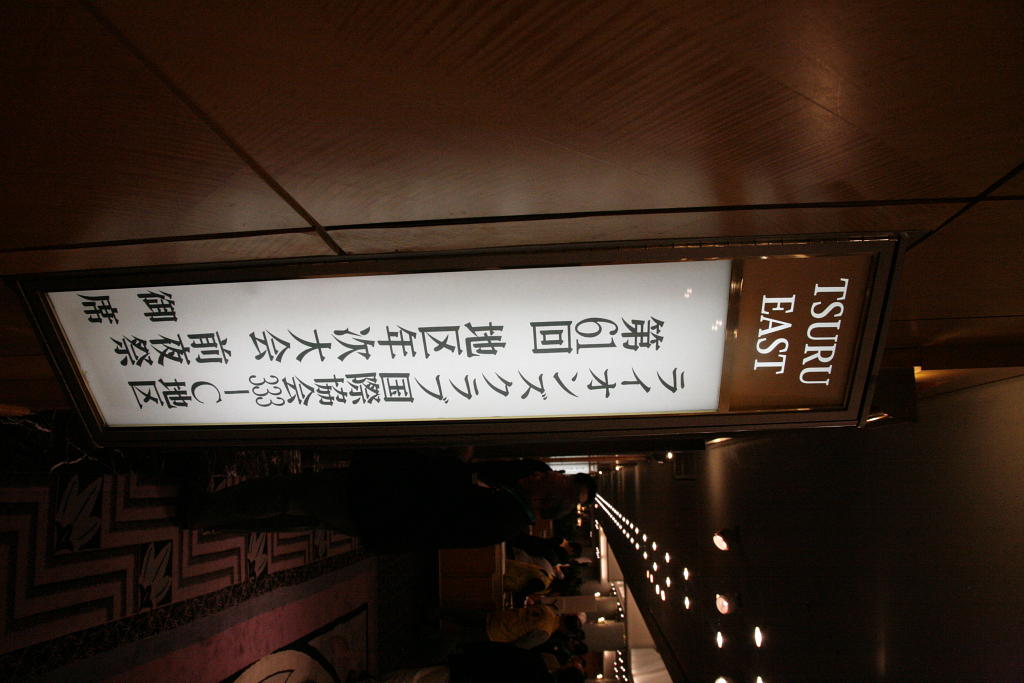 TSURU
EAST
ライオンズクラブ国際協会333-C地区
第61回 地区年次大会 前夜祭
御席